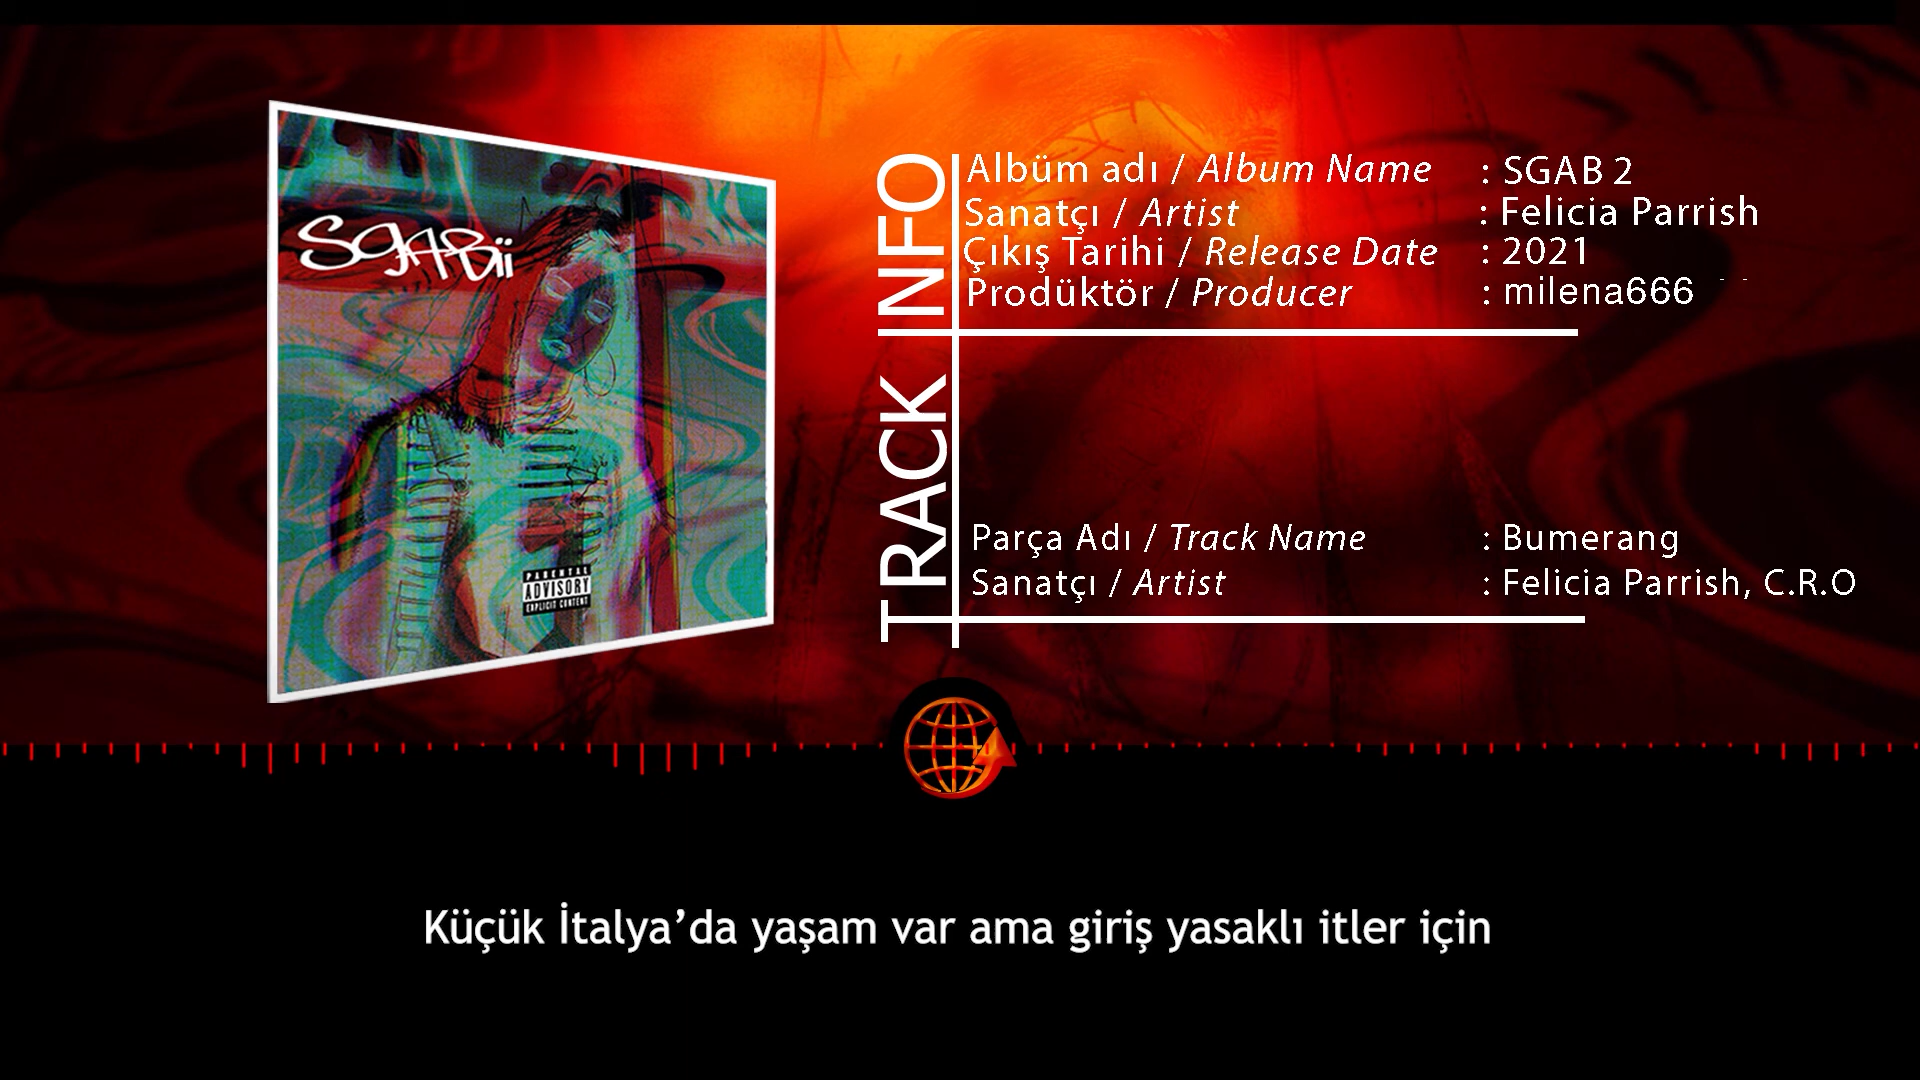 SGABii
PARENTAL
ADVISORY
EXPLICIT CONTENT
TRACK INFO
Albüm adı / Album Name : SGAB 2
Sanatçı / Artist : Felicia Parrish
Çıkış Tarihi / Release Date : 2021
Prodüktör / Producer : milena666
Parça Adı / Track Name : Bumerang
Sanatçı / Artist : Felicia Parrish, C.R.O
Küçük İtalya’da yaşam var ama giriş yasaklı itler için